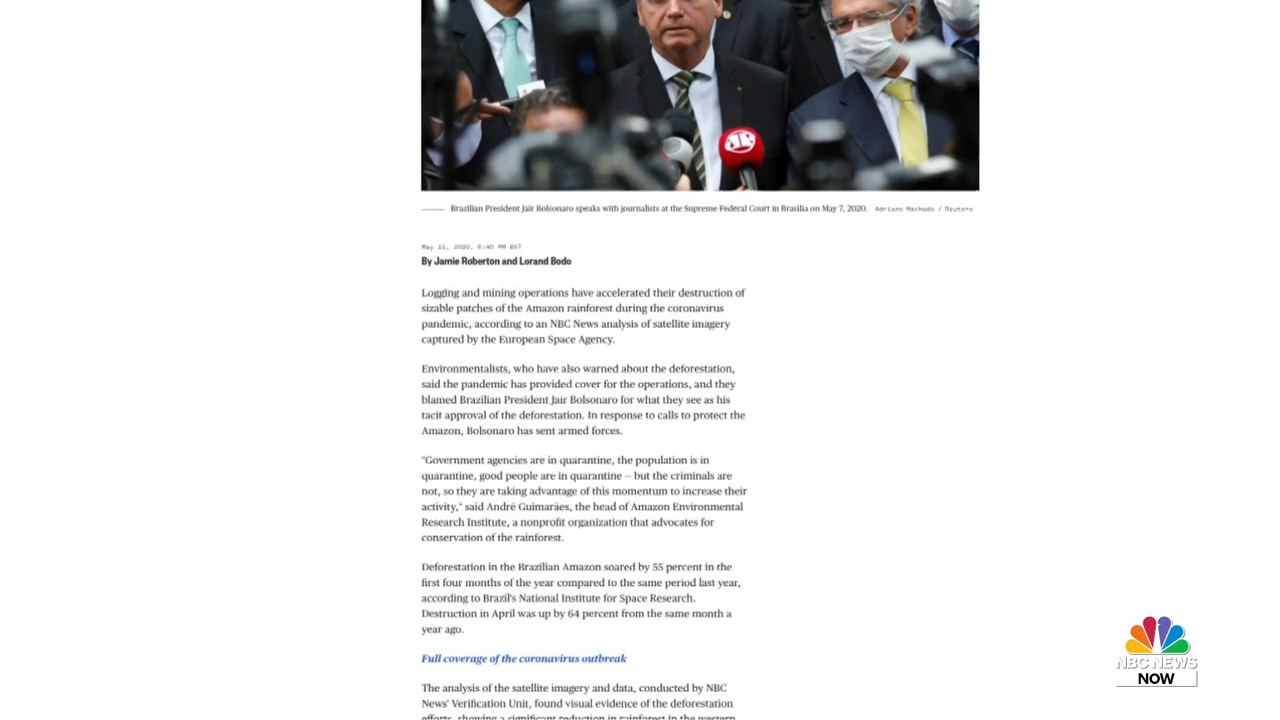 Brazilian President Jair Bolsonaro speaks with journalists at the Supreme Federal Court in Brasilia on May 7, 2020. Adriano Machado / Reuters
May 11, 2020, 6:40 PM BST
By Jamie Roberton and Lorand Bodo
Logging and mining operations have accelerated their destruction of
sizable patches of the Amazon rainforest during the coronavirus
pandemic, according to an NBC News analysis of satellite imagery
captured by the European Space Agency.
Environmentalists, who have also warned about the deforestation,
said the pandemic has provided cover for the operations, and they
blamed Brazilian President Jair Bolsonaro for what they see as his
tacit approval of the deforestation. In response to calls to protect the
Amazon, Bolsonaro has sent armed forces.
"Government agencies are in quarantine, the population is in
quarantine, good people are in quarantine — but the criminals are
not, so they are taking advantage of this momentum to increase their
activity," said André Guimarães, the head of Amazon Environmental
Research Institute, a nonprofit organization that advocates for
conservation of the rainforest.
Deforestation in the Brazilian Amazon soared by 55 percent in the
first four months of the year compared to the same period last year,
according to Brazil's National Institute for Space Research.
Destruction in April was up by 64 percent from the same month a
year ago.
Full coverage of the coronavirus outbreak
The analysis of the satellite imagery and data, conducted by NBC
News' Verification Unit, found visual evidence of the deforestation
efforts, showing a significant reduction in rainforest in the western
NBC NEWS
NOW